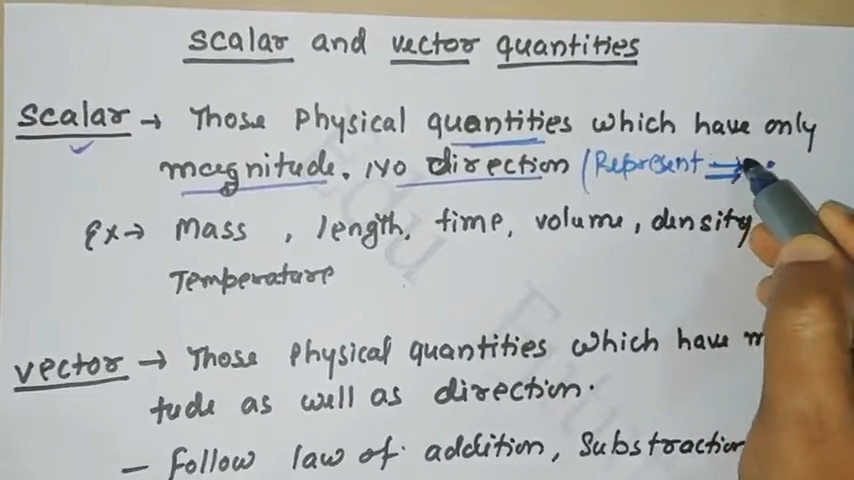 scalar and vector quantities
scalar → Those Physical quantities which have only
magnitude. No direction (Represent →
Ex → Mass, length, time, volume, density
Temperature
vector → Those Physical quantities which have m
tude as well as direction.
- follow law of addition, Substraction
Edu
Futur